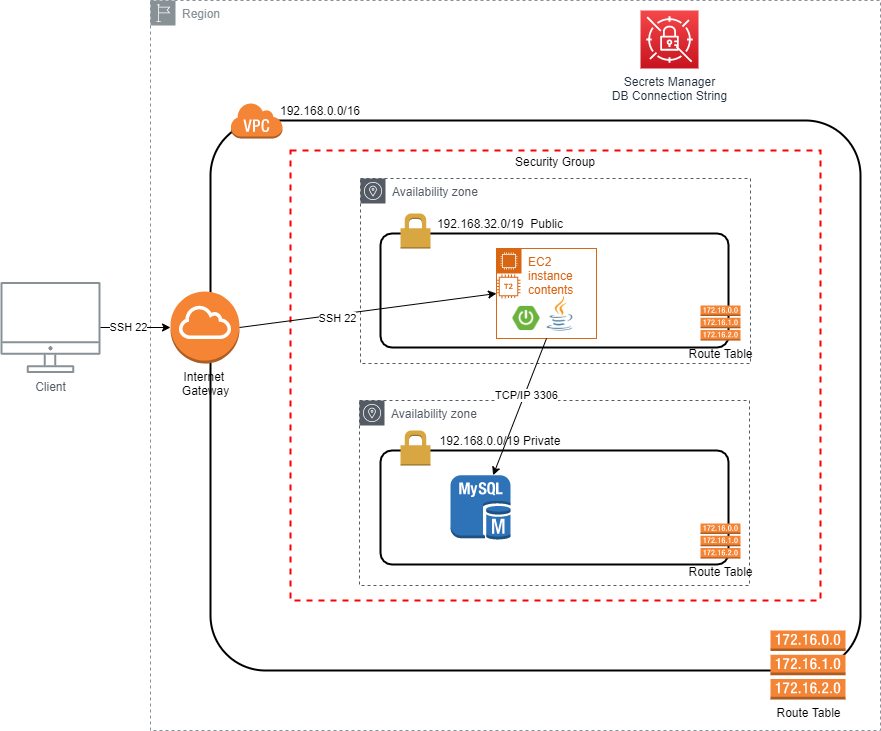 Region
Secrets Manager
DB Connection String
192.168.0.0/16
VPC
Security Group
Availability zone
192.168.32.0/19  Public
EC2
instance
contents
T2
SSH 22
SSH 22
172.16.0.0
172.16.1.0
172.16.2.0
Route Table
Client
Internet
Gateway
TCP/IP 3306
Availability zone
192.168.0.0/19 Private
MySQL
M
172.16.0.0
172.16.1.0
172.16.2.0
Route Table
172.16.0.0
172.16.1.0
172.16.2.0
Route Table